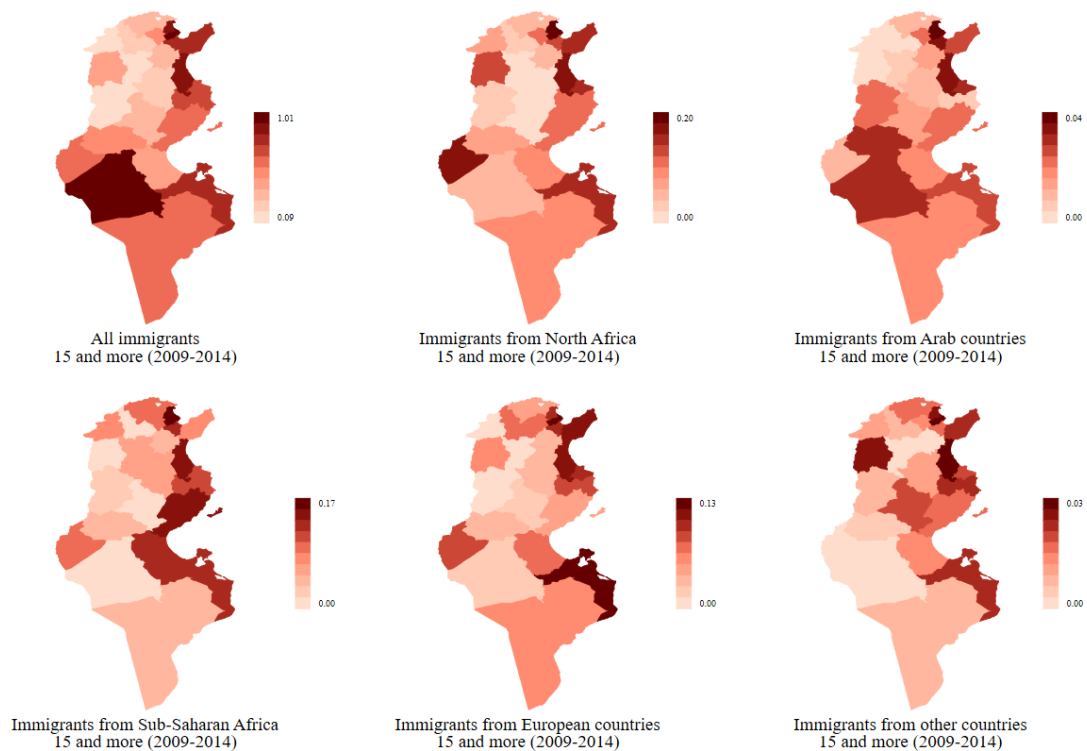 1.01
0.09
All immigrants
15 and more (2009-2014)
0.20
0.00
Immigrants from North Africa
15 and more (2009-2014)
0.04
0.00
Immigrants from Arab countries
15 and more (2009-2014)
0.17
0.00
Immigrants from Sub-Saharan Africa
15 and more (2009-2014)
0.13
0.00
Immigrants from European countries
15 and more (2009-2014)
0.03
0.00
Immigrants from other countries
15 and more (2009-2014)